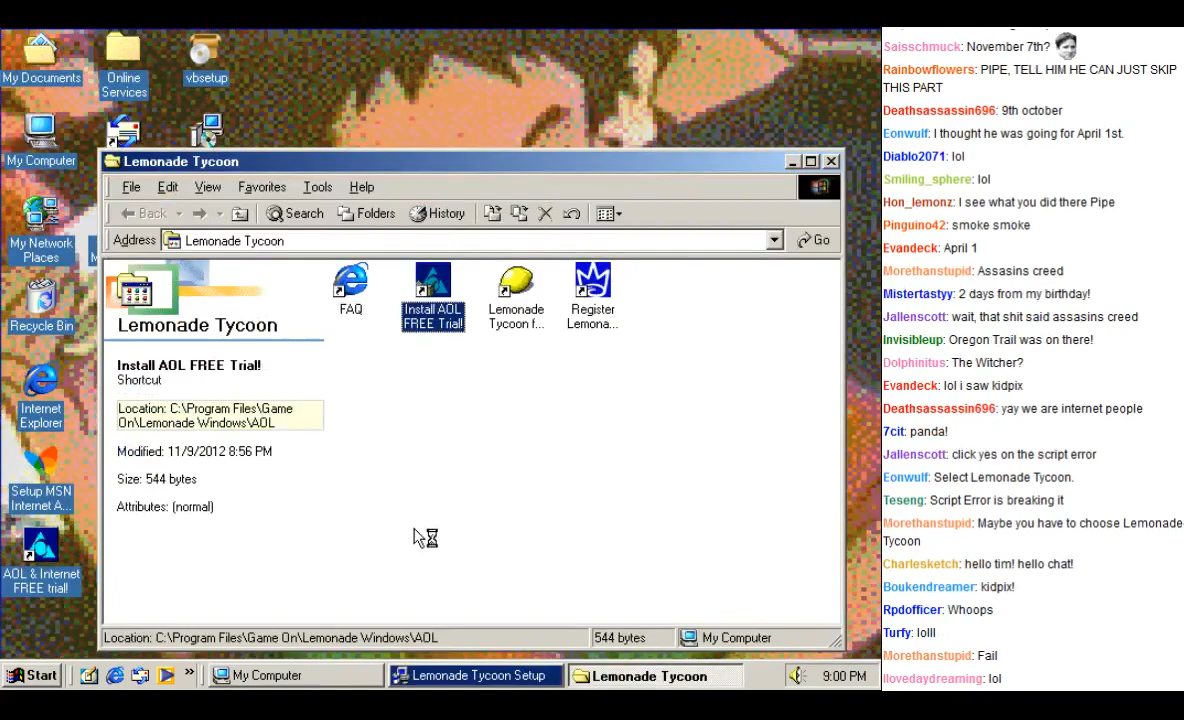 My Documents
Online
Services
vbsetup
My Computer
My Network
Places
Recycle Bin
Internet
Explorer
Setup MSN
Internet A...
AOL & Internet
FREE trial!
Lemonade Tycoon
File Edit View Favorites Tools Help
Back Search Folders History
Address Lemonade Tycoon Go
FAQ
Install AOL
FREE Trial!
Lemonade
Tycoon f...
Register
Lemona...
Lemonade Tycoon
Install AOL FREE Trial!
Shortcut
Location: C:\Program Files\Game
On\Lemonade Windows\AOL
Modified: 11/9/2012 8:56 PM
Size: 544 bytes
Attributes: (normal)
Location: C:\Program Files\Game On\Lemonade Windows\AOL 544 bytes My Computer
Start » My Computer Lemonade Tycoon Setup Lemonade Tycoon 9:00 PM
Saisschmuck: November 7th?
Rainbowflowers: PIPE, TELL HIM HE CAN JUST SKIP
THIS PART
Deathsassassin696: 9th october
Eonwulf: I thought he was going for April 1st.
Diablo2071: lol
Smiling_sphere: lol
Hon_lemonz: I see what you did there Pipe
Pinguino42: smoke smoke
Evandeck: April 1
Morethanstupid: Assasins creed
Mistertastyy: 2 days from my birthday!
Jallenscott: wait, that shit said assasins creed
Invisibleup: Oregon Trail was on there!
Dolphinitus: The Witcher?
Evandeck: lol i saw kidpix
Deathsassassin696: yay we are internet people
7cit: panda!
Jallenscott: click yes on the script error
Eonwulf: Select Lemonade Tycoon.
Teseng: Script Error is breaking it
Morethanstupid: Maybe you have to choose Lemonade
Tycoon
Charlesketch: hello tim! hello chat!
Boukendreamer: kidpix!
Rpdofficer: Whoops
Turfy: lolll
Morethanstupid: Fail
Ilovedaydreaming: lol